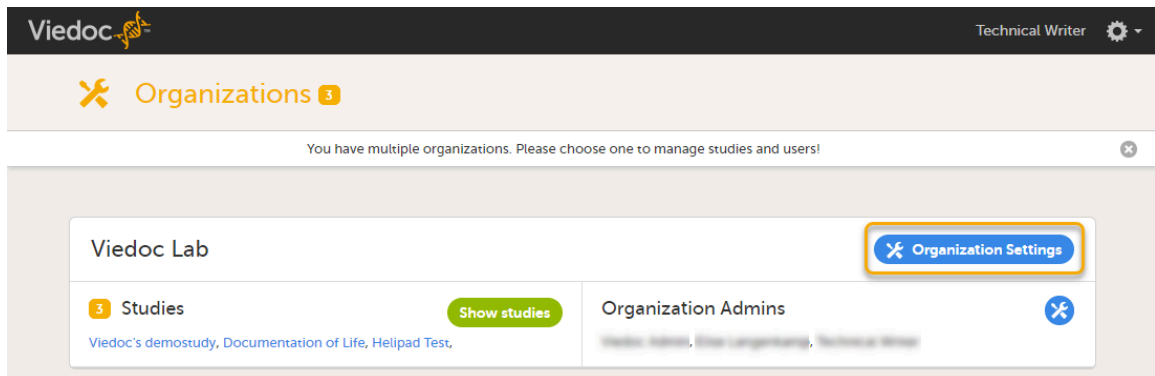 Viedoc
Technical Writer
Organizations 3
You have multiple organizations. Please choose one to manage studies and users!
Viedoc Lab
Organization Settings
3 Studies
Show studies
Organization Admins
Viedoc's demostudy, Documentation of Life, Helipad Test,